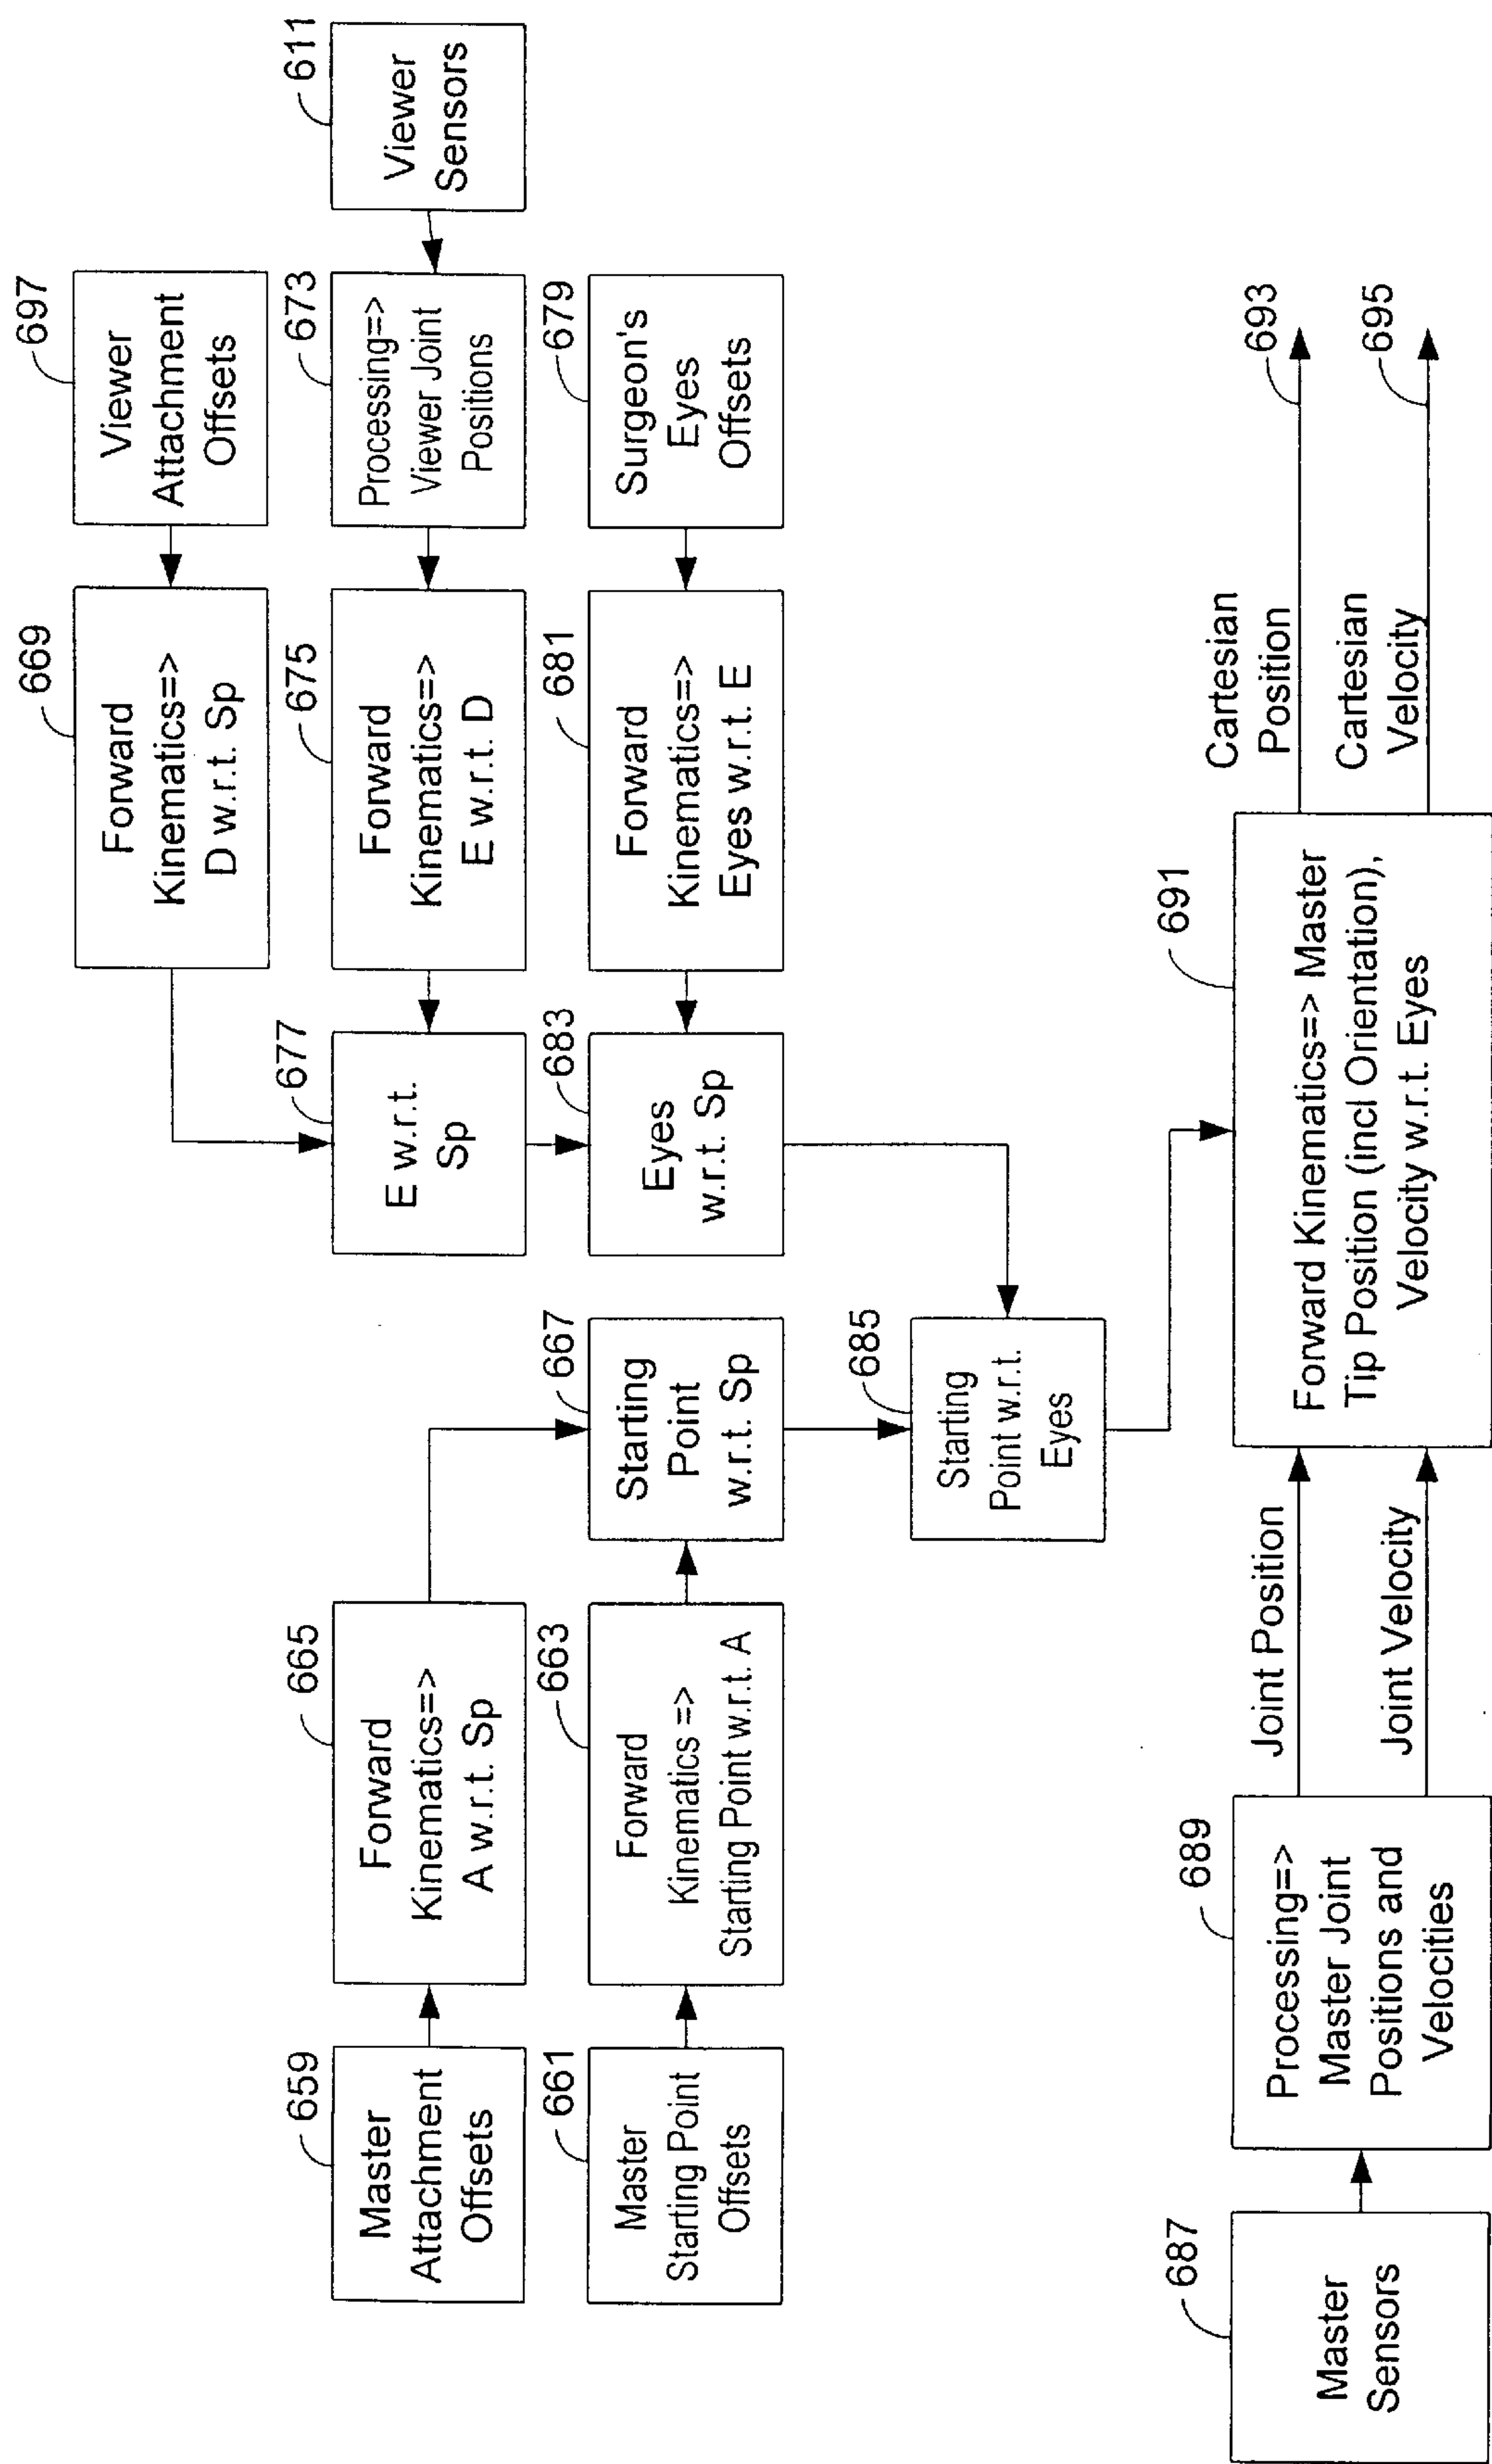 697
Viewer
Attachment
Offsets
669
Forward
Kinematics=>
D w.r.t. Sp
611
Viewer
Sensors
673
Processing=>
Viewer Joint
Positions
675
Forward
Kinematics=>
E w.r.t. D
677
E w.r.t.
Sp
679
Surgeon's
Eyes
Offsets
681
Forward
Kinematics=>
Eyes w.r.t. E
683
Eyes
w.r.t. Sp
659
Master
Attachment
Offsets
665
Forward
Kinematics=>
A w.r.t. Sp
661
Master
Starting Point
Offsets
663
Forward
Kinematics =>
Starting Point w.r.t. A
667
Starting
Point
w.r.t. Sp
685
Starting
Point w.r.t.
Eyes
687
Master
Sensors
689
Processing=>
Master Joint
Positions and
Velocities
Joint Position
Joint Velocity
691
Forward Kinematics=> Master
Tip Position (incl Orientation),
Velocity w.r.t. Eyes
Cartesian
Position
693
Cartesian
Velocity
695